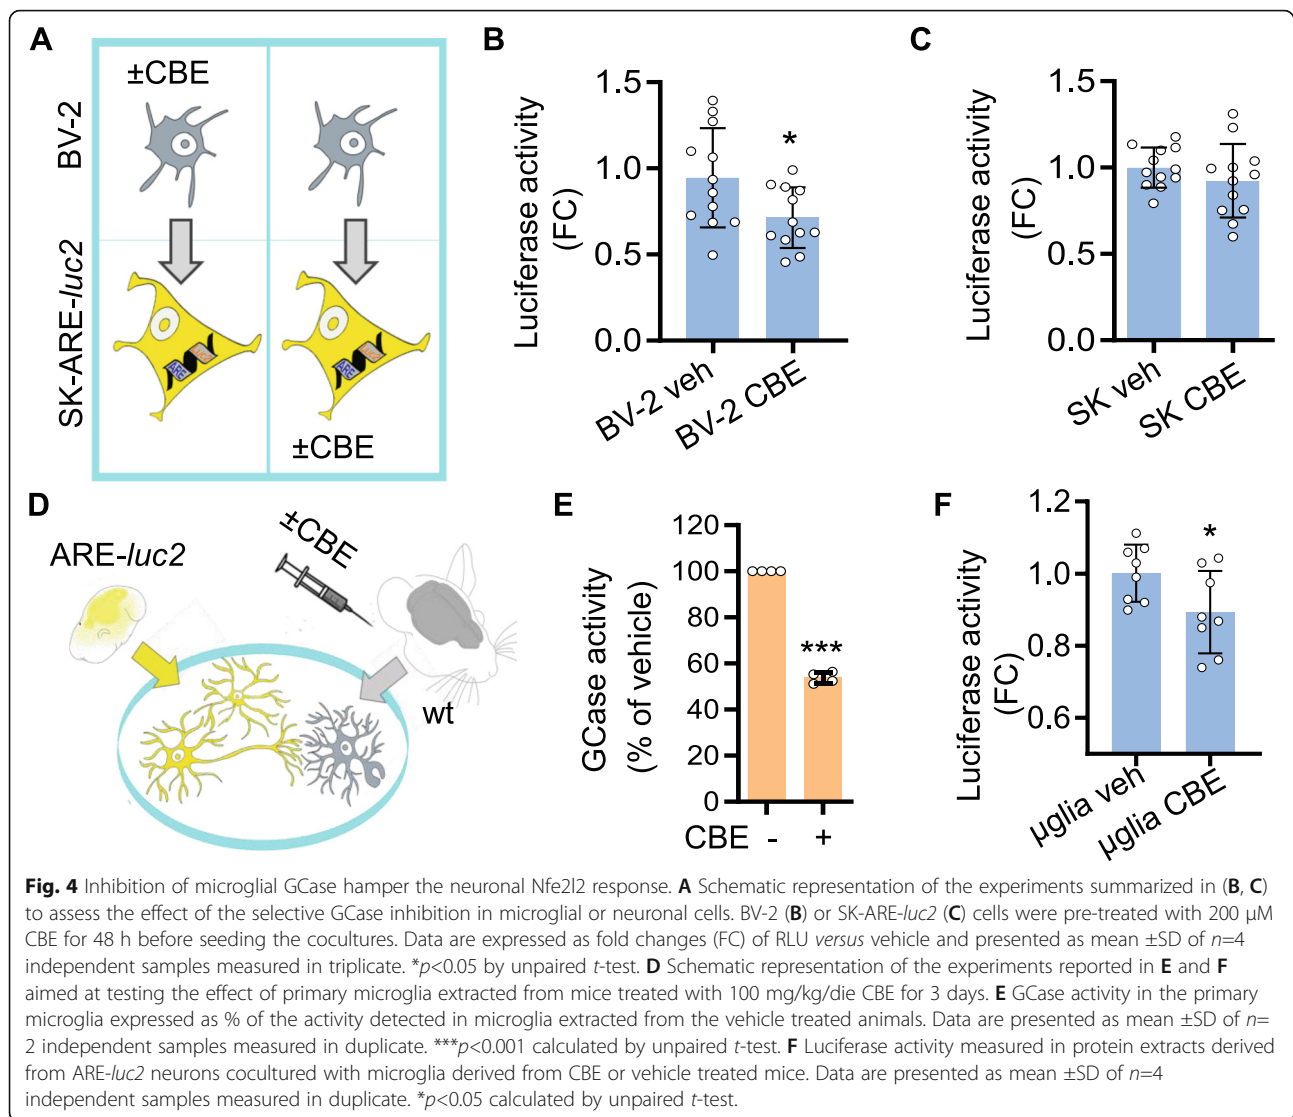 A
±CBE
BV-2
SK-ARE-luc2
ARE
ARE
±CBE
B
Luciferase activity
(FC)
1.5
1.0
0.5
0.0
*
BV-2 veh
BV-2 CBE
C
Luciferase activity
(FC)
1.5
1.0
0.5
0.0
SK veh
SK CBE
D
ARE-luc2
±CBE
wt
E
GCase activity
(% of vehicle)
120
100
80
60
40
20
0
***
CBE - +
F
Luciferase activity
(FC)
1.2
1.0
0.8
0.6
*
µglia veh
µglia CBE
Fig. 4 Inhibition of microglial GCase hamper the neuronal Nfe2l2 response. A Schematic representation of the experiments summarized in (B, C)
to assess the effect of the selective GCase inhibition in microglial or neuronal cells. BV-2 (B) or SK-ARE-luc2 (C) cells were pre-treated with 200 µM
CBE for 48 h before seeding the cocultures. Data are expressed as fold changes (FC) of RLU versus vehicle and presented as mean ±SD of n=4
independent samples measured in triplicate. *p<0.05 by unpaired t-test. D Schematic representation of the experiments reported in E and F
aimed at testing the effect of primary microglia extracted from mice treated with 100 mg/kg/die CBE for 3 days. E GCase activity in the primary
microglia expressed as % of the activity detected in microglia extracted from the vehicle treated animals. Data are presented as mean ±SD of n=
2 independent samples measured in duplicate. ***p<0.001 calculated by unpaired t-test. F Luciferase activity measured in protein extracts derived
from ARE-luc2 neurons cocultured with microglia derived from CBE or vehicle treated mice. Data are presented as mean ±SD of n=4
independent samples measured in duplicate. *p<0.05 calculated by unpaired t-test.